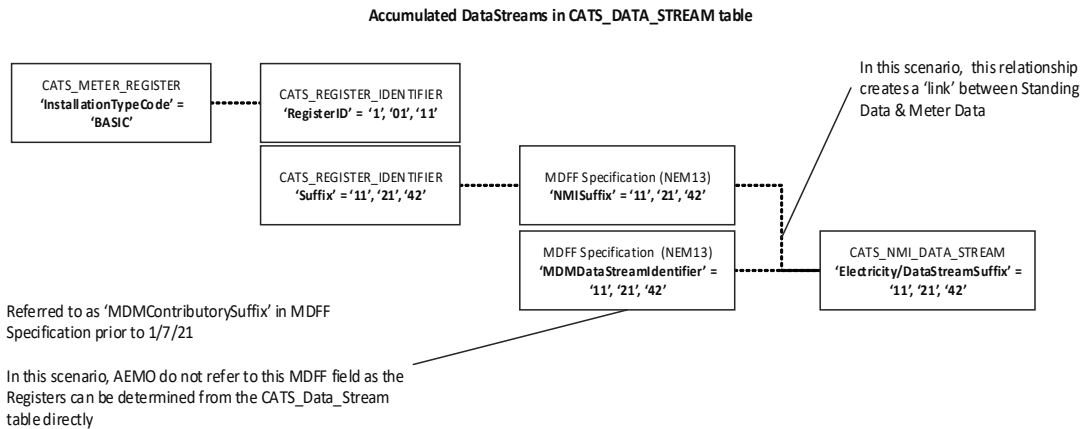 Accumulated DataStreams in CATS_DATA_STREAM table
CATS_METER_REGISTER
‘InstallationTypeCode’ =
‘BASIC’
CATS_REGISTER_IDENTIFIER
‘RegisterID’ = ‘1’, ‘01’, ‘11’
In this scenario, this relationship
creates a ‘link’ between Standing
Data & Meter Data
CATS_REGISTER_IDENTIFIER
‘Suffix’ = ‘11’, ‘21’, ‘42’
MDFF Specification (NEM13)
‘NMISuffix’ = ‘11’, ‘21’, ‘42’
MDFF Specification (NEM13)
‘MDMDataStreamIdentifier’ =
‘11’, ‘21’, ‘42’
CATS_NMI_DATA_STREAM
‘Electricity/DataStreamSuffix’ =
‘11’, ‘21’, ‘42’
Referred to as ‘MDMContributorySuffix’ in MDFF
Specification prior to 1/7/21
In this scenario, AEMO do not refer to this MDFF field as the
Registers can be determined from the CATS_Data_Stream
table directly